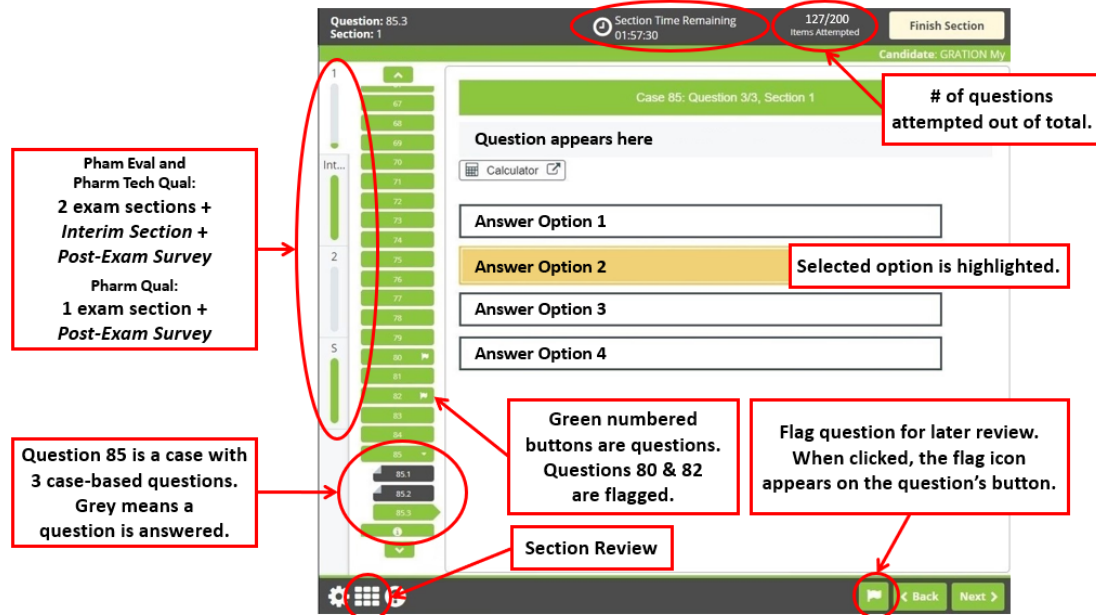 Question: 85.3
Section: 1
Section Time Remaining
01:57:30
127/200
Items Attempted
Finish Section
Candidate: GRATION My
1
Int...
2
S
67
68
69
70
71
72
73
74
75
76
77
78
79
80
81
82
83
84
85
85.1
85.2
85.3
Case 85: Question 3/3, Section 1
Question appears here
Calculator
Answer Option 1
Answer Option 2
Answer Option 3
Answer Option 4
# of questions
attempted out of total.
Selected option is highlighted.
Pham Eval and
Pharm Tech Qual:
2 exam sections +
Interim Section +
Post-Exam Survey
Pharm Qual:
1 exam section +
Post-Exam Survey
Question 85 is a case with
3 case-based questions.
Grey means a
question is answered.
Green numbered
buttons are questions.
Questions 80 & 82
are flagged.
Flag question for later review.
When clicked, the flag icon
appears on the question's button.
Section Review
Back
Next